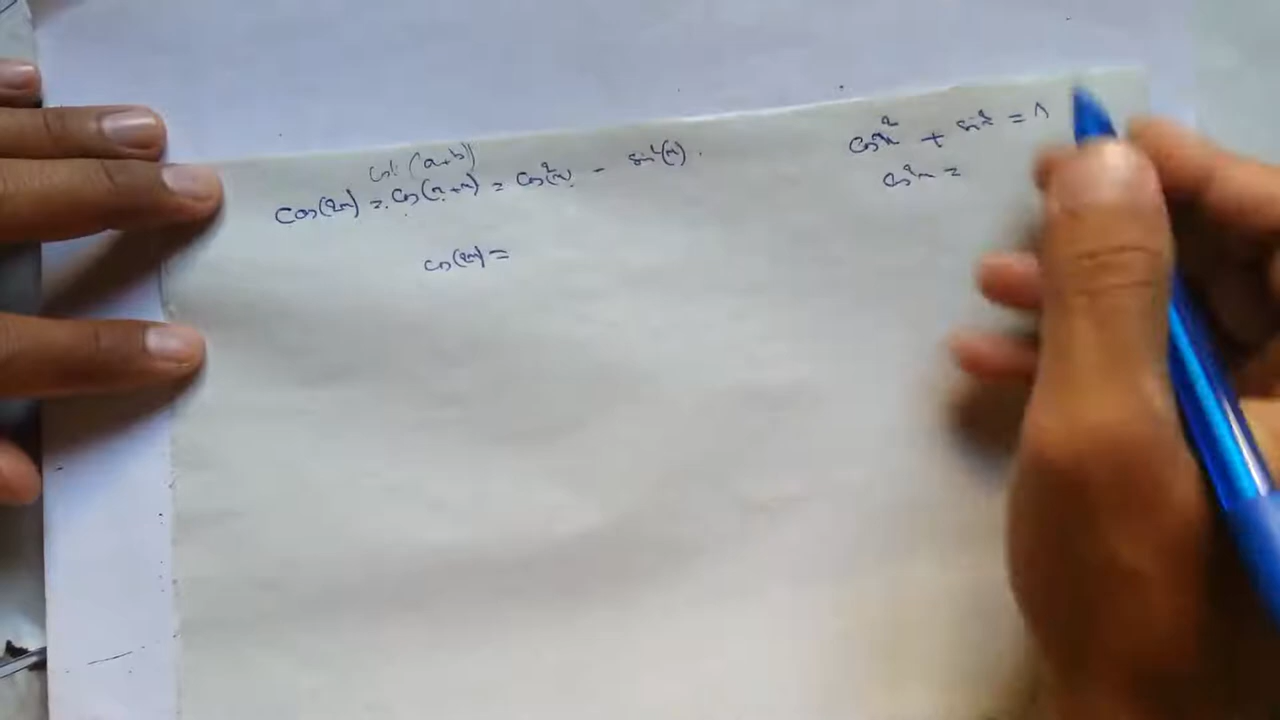 cos(a+b)
cos(2x) = cos(x+x) = cos²(x) - sin²(x).
cos(2x) =
cos²x + sin²x = 1
cos²x =